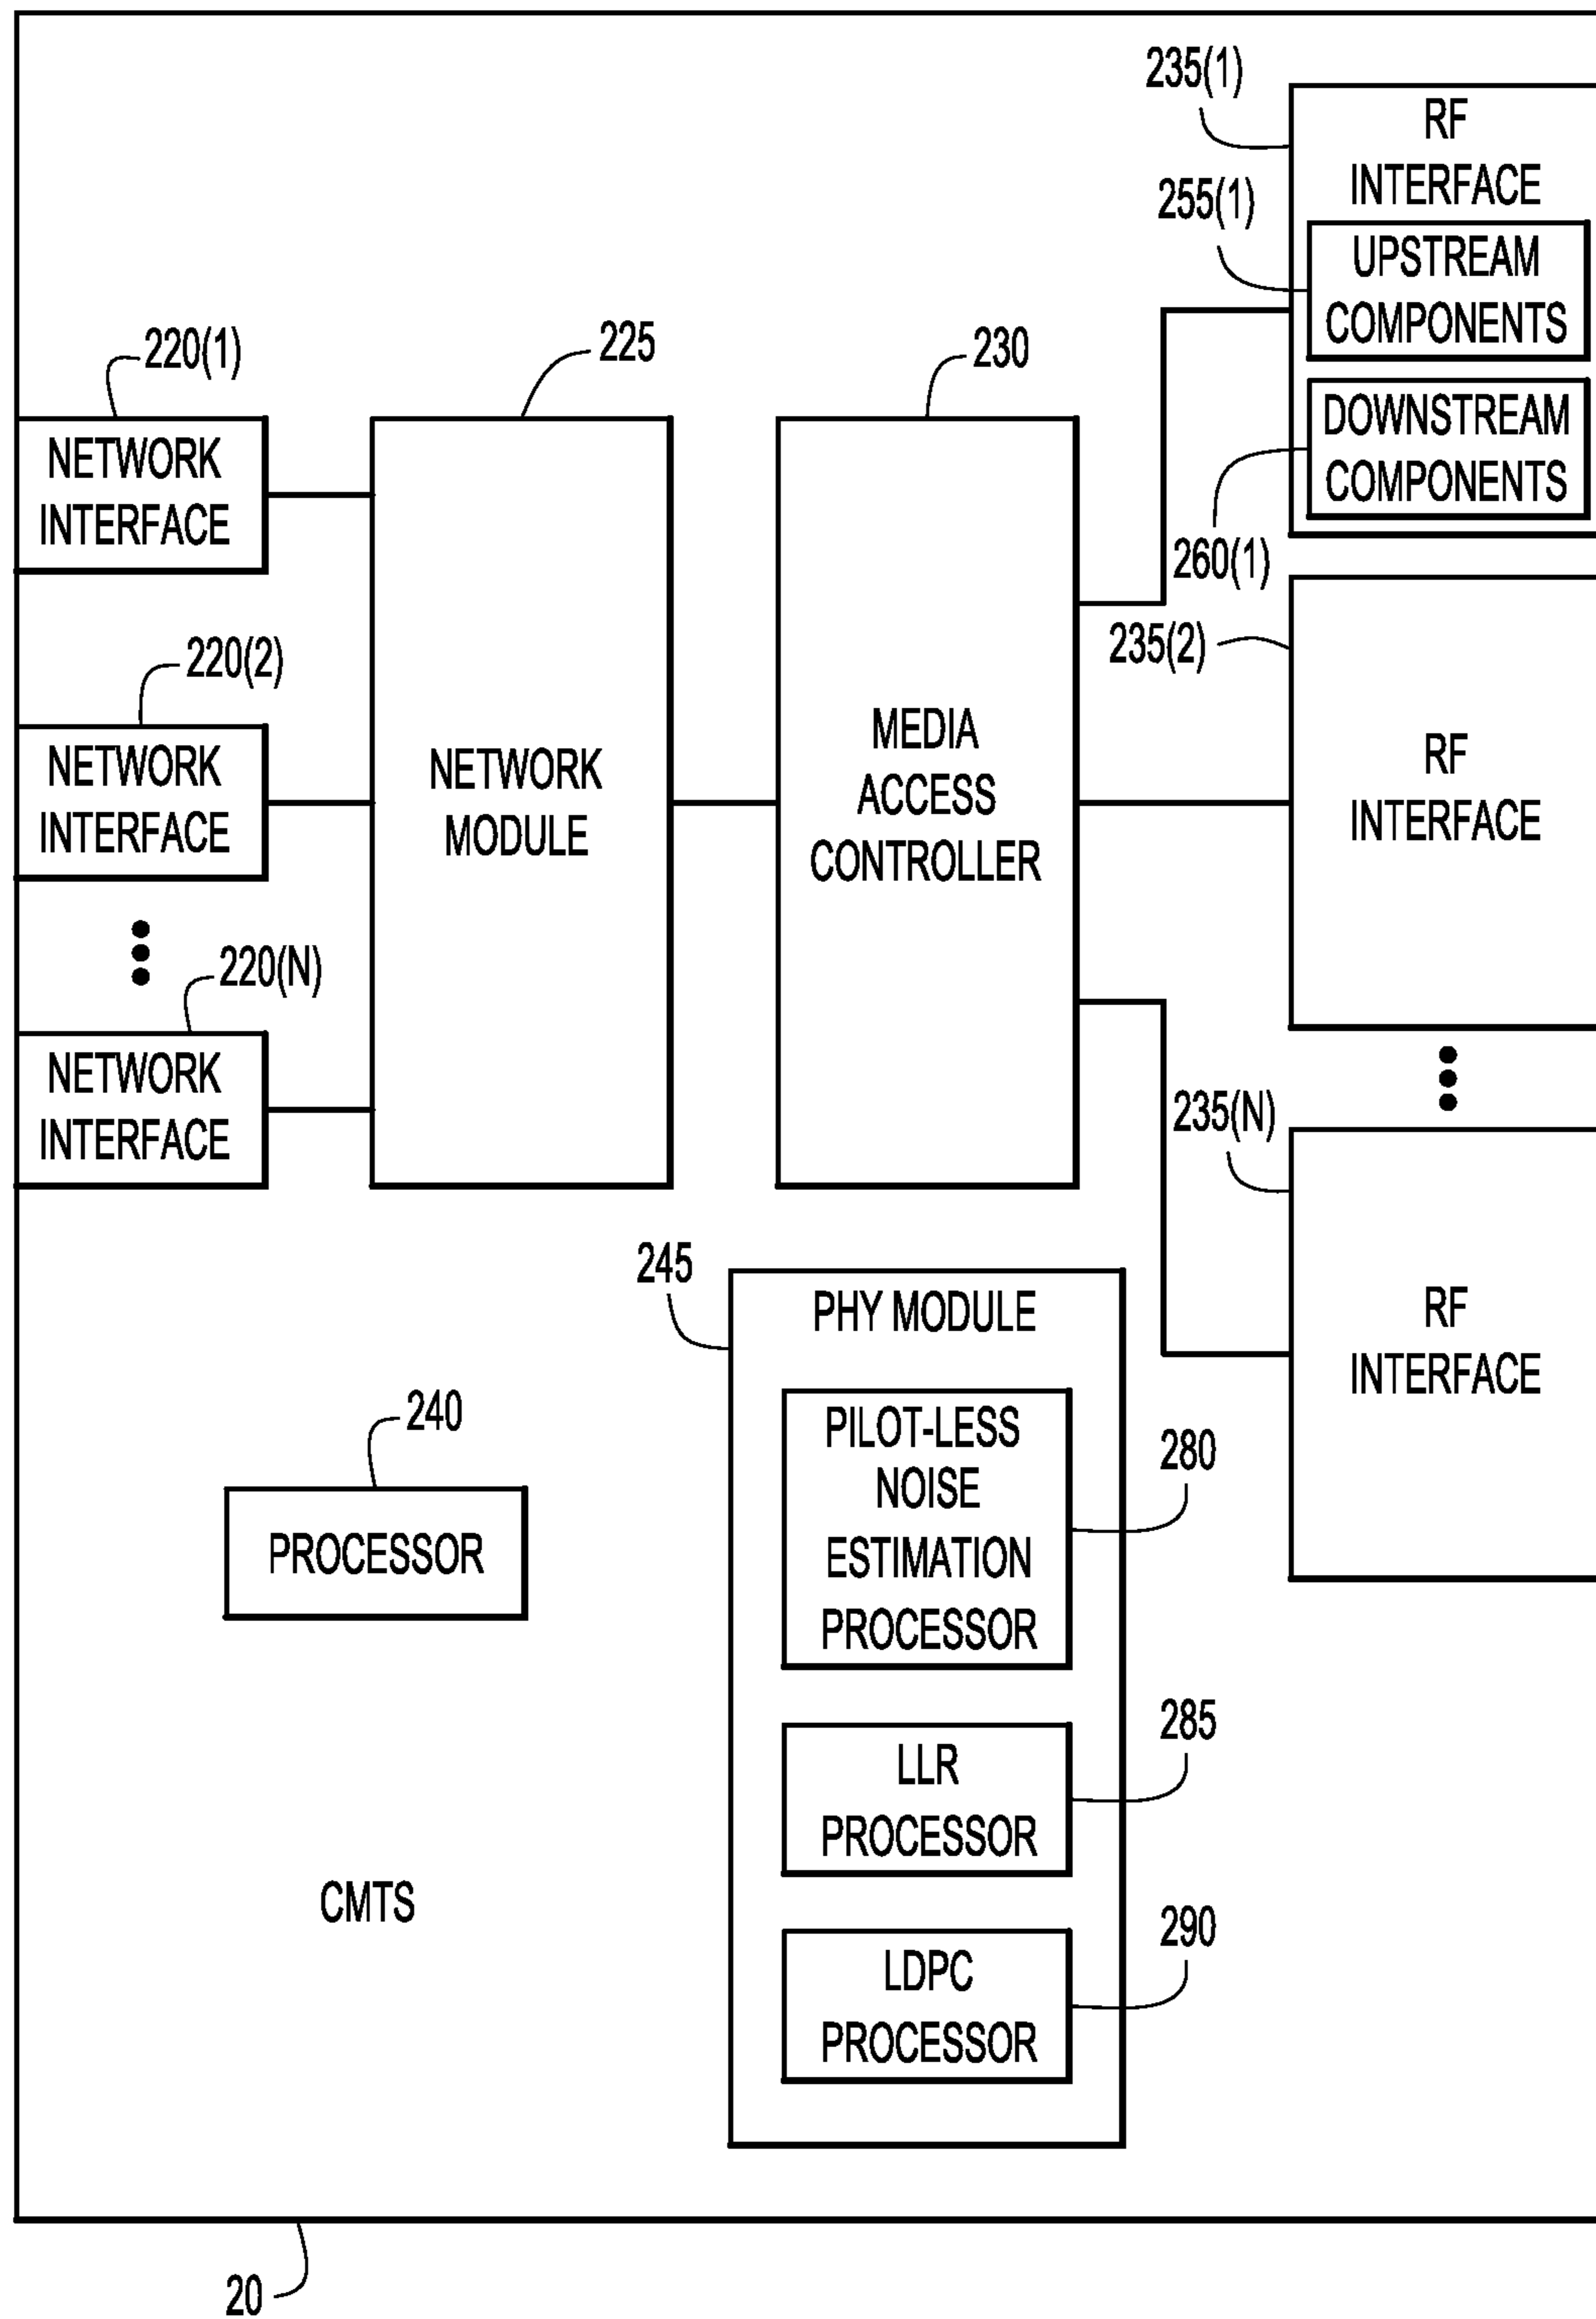 235(1)
RF
INTERFACE
255(1)
UPSTREAM
COMPONENTS
DOWNSTREAM
COMPONENTS
260(1)
220(1)
NETWORK
INTERFACE
225
230
220(2)
NETWORK
INTERFACE
NETWORK
MODULE
MEDIA
ACCESS
CONTROLLER
235(2)
RF
INTERFACE
220(N)
NETWORK
INTERFACE
235(N)
RF
INTERFACE
245
PHY MODULE
PILOT-LESS
NOISE
ESTIMATION
PROCESSOR
280
240
PROCESSOR
LLR
PROCESSOR
285
CMTS
LDPC
PROCESSOR
290
20